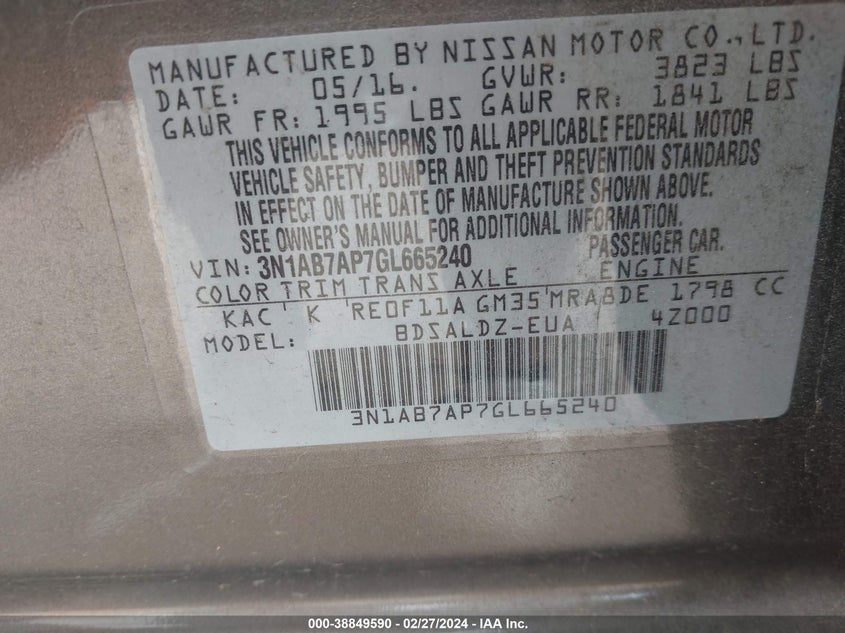 MANUFACTURED BY NISSAN MOTOR CO., LTD.
DATE: 05/16. GVWR: 3823 LBS
GAWR FR: 1995 LBS GAWR RR: 1841 LBS
THIS VEHICLE CONFORMS TO ALL APPLICABLE FEDERAL MOTOR
VEHICLE SAFETY, BUMPER AND THEFT PREVENTION STANDARDS
IN EFFECT ON THE DATE OF MANUFACTURE SHOWN ABOVE.
SEE OWNER'S MANUAL FOR ADDITIONAL INFORMATION.
VIN: 3N1AB7AP7GL665240 PASSENGER CAR.
COLOR TRIM TRANS AXLE ENGINE
KAC ' K ' RE0F11A GM35 ' MRA8DE 1798 CC
MODEL: BDSALDZ-EUA 4Z000
3N1AB7AP7GL665240
000-38849590 - 02/27/2024 - IAA Inc.